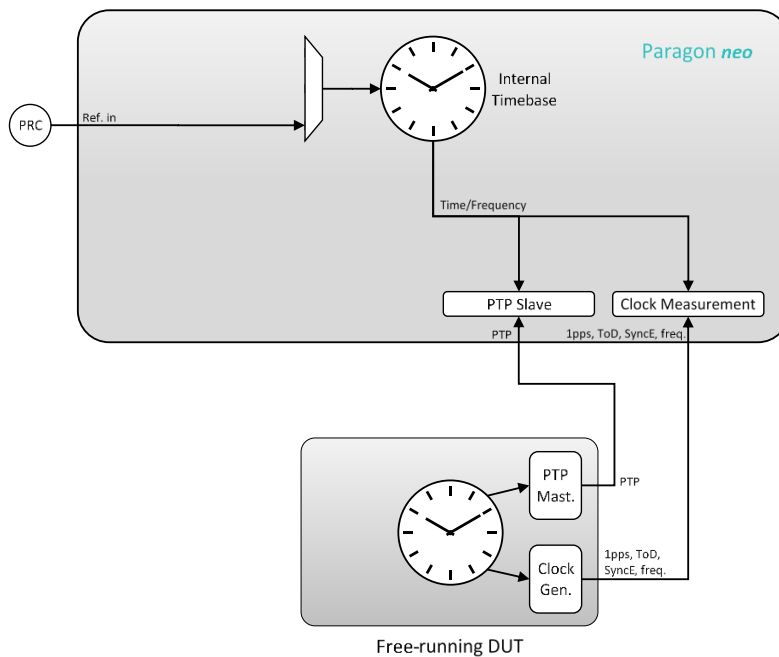 Paragon neo
Internal
Timebase
PRC
Ref. in
Time/Frequency
PTP Slave
Clock Measurement
PTP
1pps, ToD, SyncE, freq.
PTP
Mast.
PTP
1pps, ToD,
SyncE, freq.
Clock
Gen.
Free-running DUT